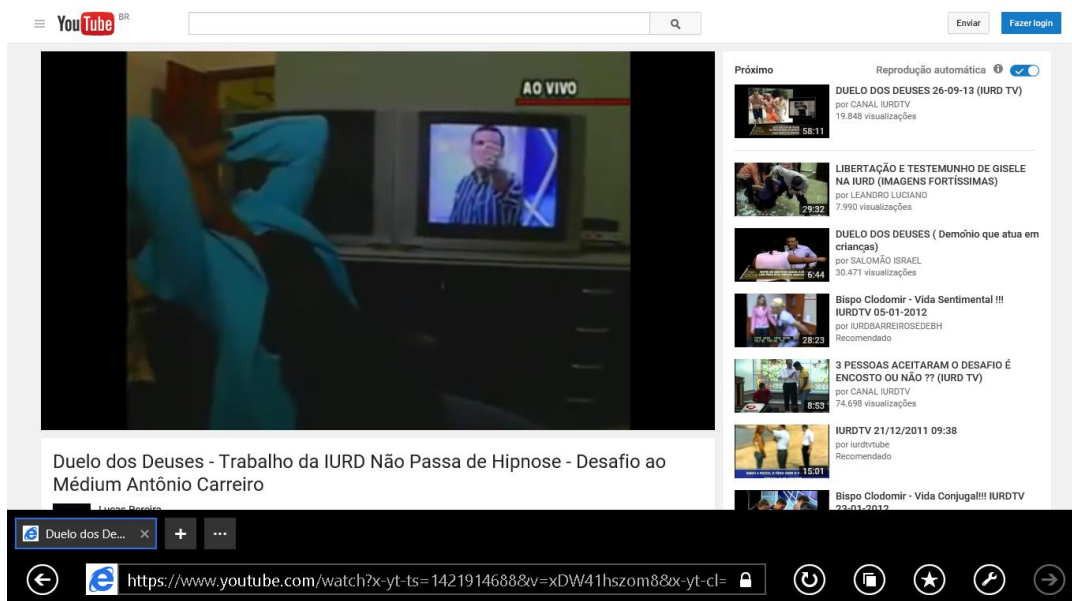 YouTube BR
Enviar
Fazer login
AO VIVO
Próximo
Reprodução automática
DUELO DOS DEUSES 26-09-13 (IURD TV)
por CANAL IURDTV
19.848 visualizações
58:11
LIBERTAÇÃO E TESTEMUNHO DE GISELE
NA IURD (IMAGENS FORTÍSSIMAS)
por LEANDRO LUCIANO
7.990 visualizações
29:32
DUELO DOS DEUSES ( Demônio que atua em
crianças)
por SALOMÃO ISRAEL
30.471 visualizações
6:44
Bispo Clodomir - Vida Sentimental !!!
IURDTV 05-01-2012
por IURDBARREIROSEDEBH
Recomendado
28:23
3 PESSOAS ACEITARAM O DESAFIO É
ENCOSTO OU NÃO ?? (IURD TV)
por CANAL IURDTV
74.698 visualizações
8:53
IURDTV 21/12/2011 09:38
por iurdtvtube
Recomendado
15:01
Bispo Clodomir - Vida Conjugal!!! IURDTV
23-01-2012
Duelo dos Deuses - Trabalho da IURD Não Passa de Hipnose - Desafio ao
Médium Antônio Carreiro
Lucas Pereira
Duelo dos De...
https://www.youtube.com/watch?x-yt-ts=1421914688&v=xDW41hszom8&x-yt-cl=